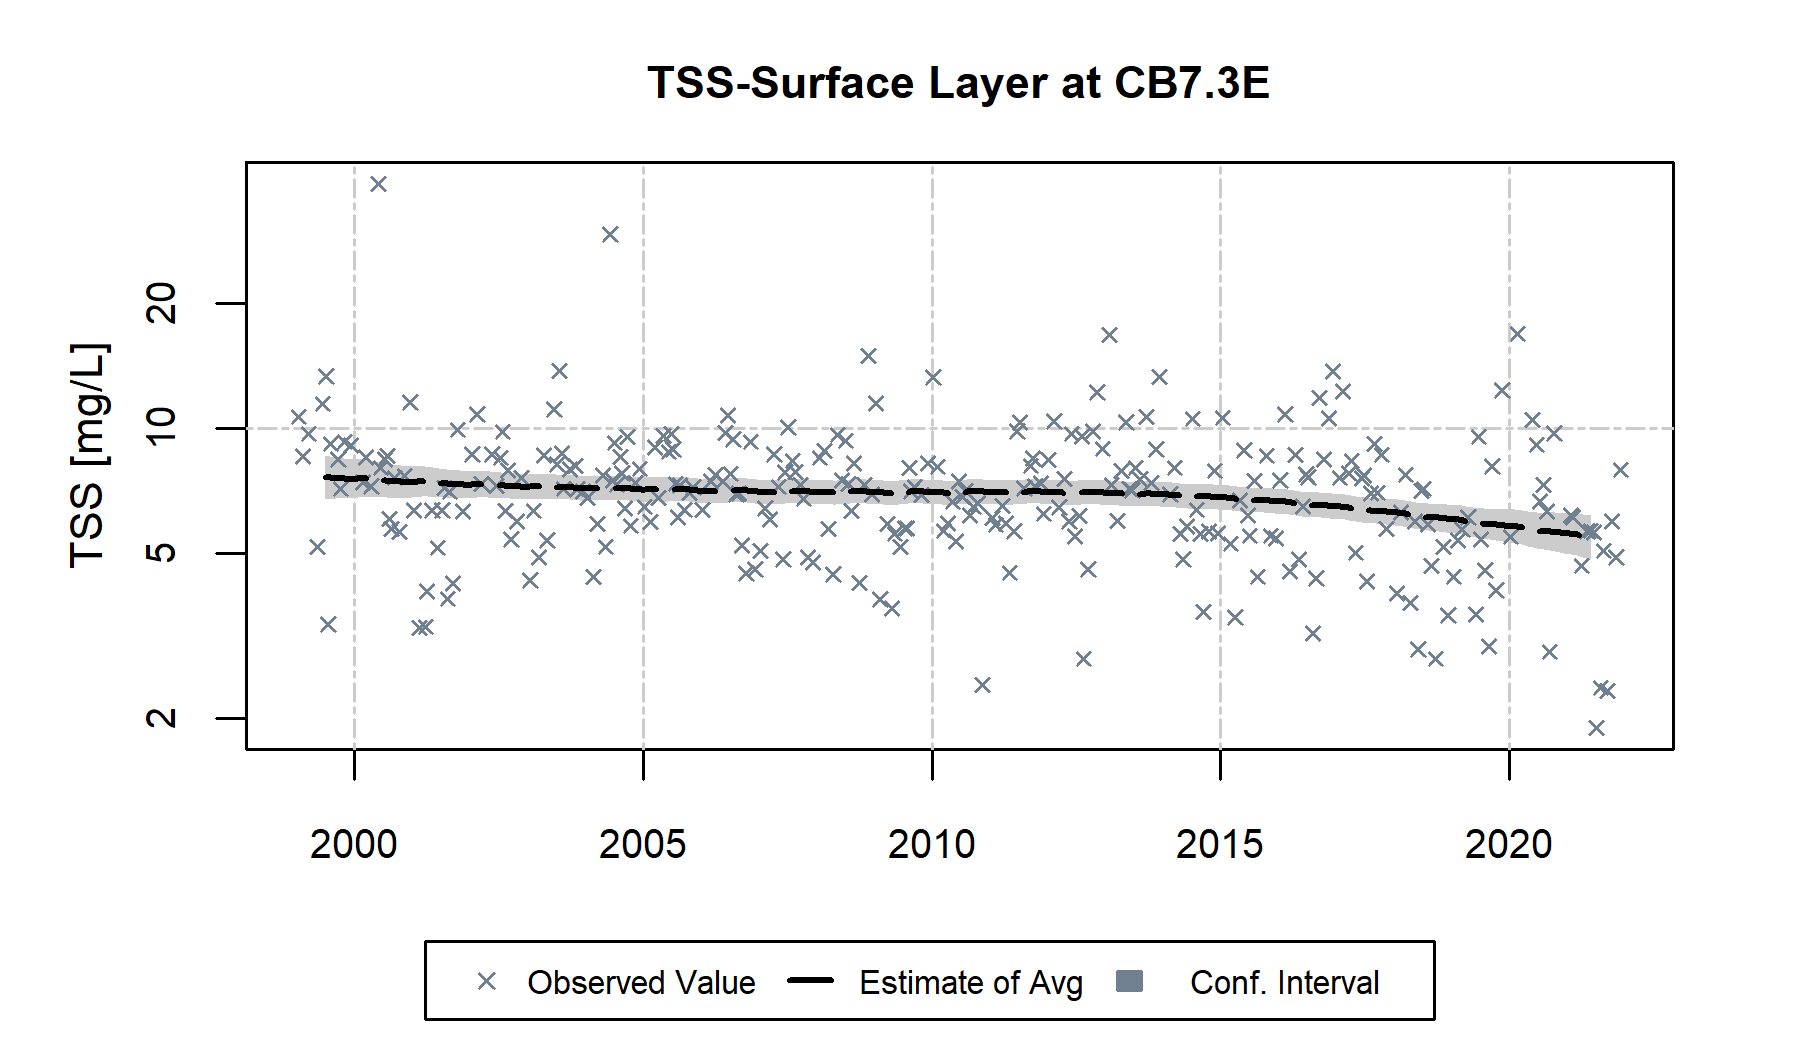 TSS-Surface Layer at CB7.3E
TSS [mg/L]
20
10
5
2
2000 2005 2010 2015 2020
Observed Value Estimate of Avg Conf. Interval